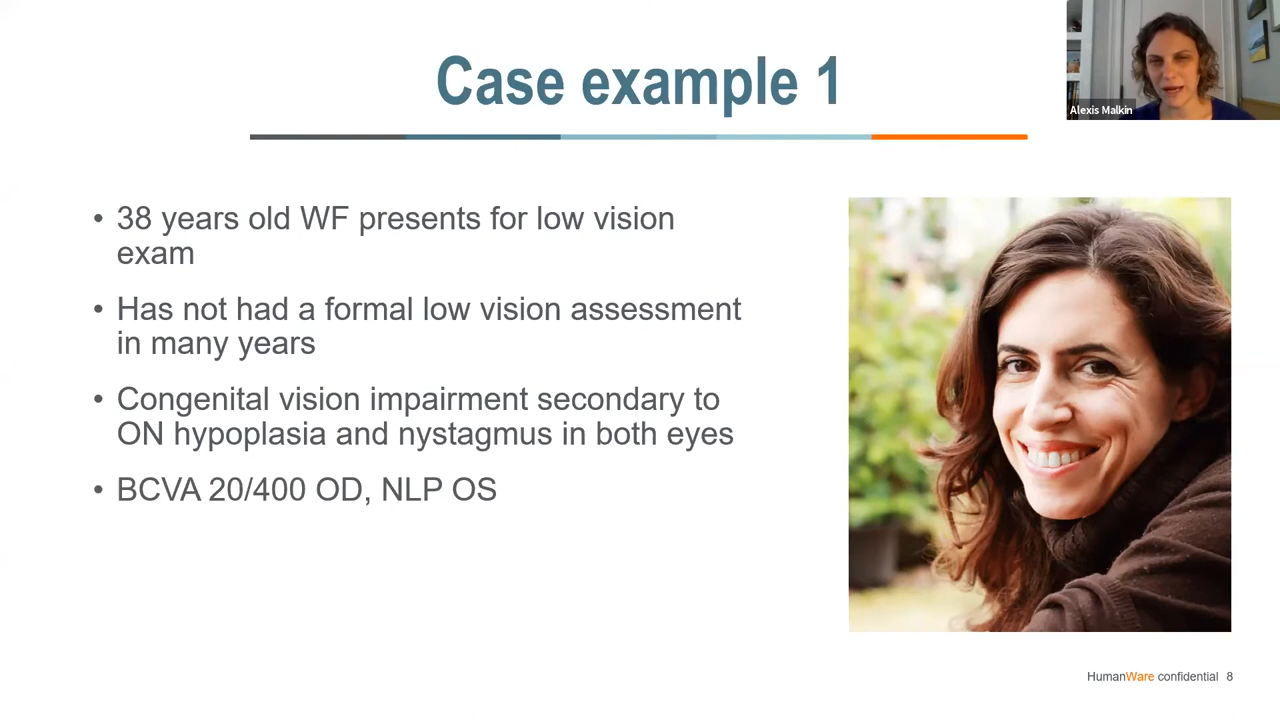 Case example 1
Alexis Malkin
• 38 years old WF presents for low vision
exam
• Has not had a formal low vision assessment
in many years
• Congenital vision impairment secondary to
ON hypoplasia and nystagmus in both eyes
• BCVA 20/400 OD, NLP OS
HumanWare confidential 8